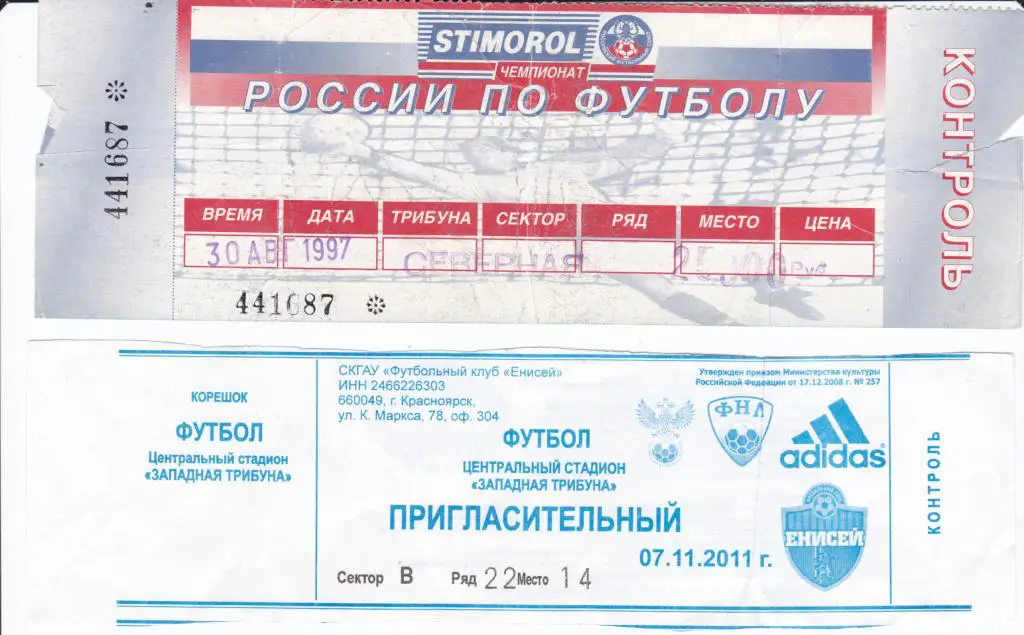 STIMOROL
ЧЕМПИОНАТ
РОССИИ ПО ФУТБОЛУ
441687 *
КОНТРОЛЬ
ВРЕМЯ ДАТА ТРИБУНА СЕКТОР РЯД МЕСТО ЦЕНА
30 АВГ 1997 СЕВЕРНАЯ Руб
441687 *
КОРЕШОК
ФУТБОЛ
Центральный стадион
«ЗАПАДНАЯ ТРИБУНА»
СКГАУ «Футбольный клуб «Енисей»
ИНН 2466226303
660049, г. Красноярск,
ул. К. Маркса, 78, оф. 304
Утвержден приказом Министерства культуры
Российской Федерации от 17.12.2008 г. № 257
ФНЛ
adidas
ФУТБОЛ
ЦЕНТРАЛЬНЫЙ СТАДИОН
«ЗАПАДНАЯ ТРИБУНА»
ПРИГЛАСИТЕЛЬНЫЙ
ЕНИСЕЙ
07.11.2011 г.
Сектор В Ряд 22 Место 14
КОНТРОЛЬ